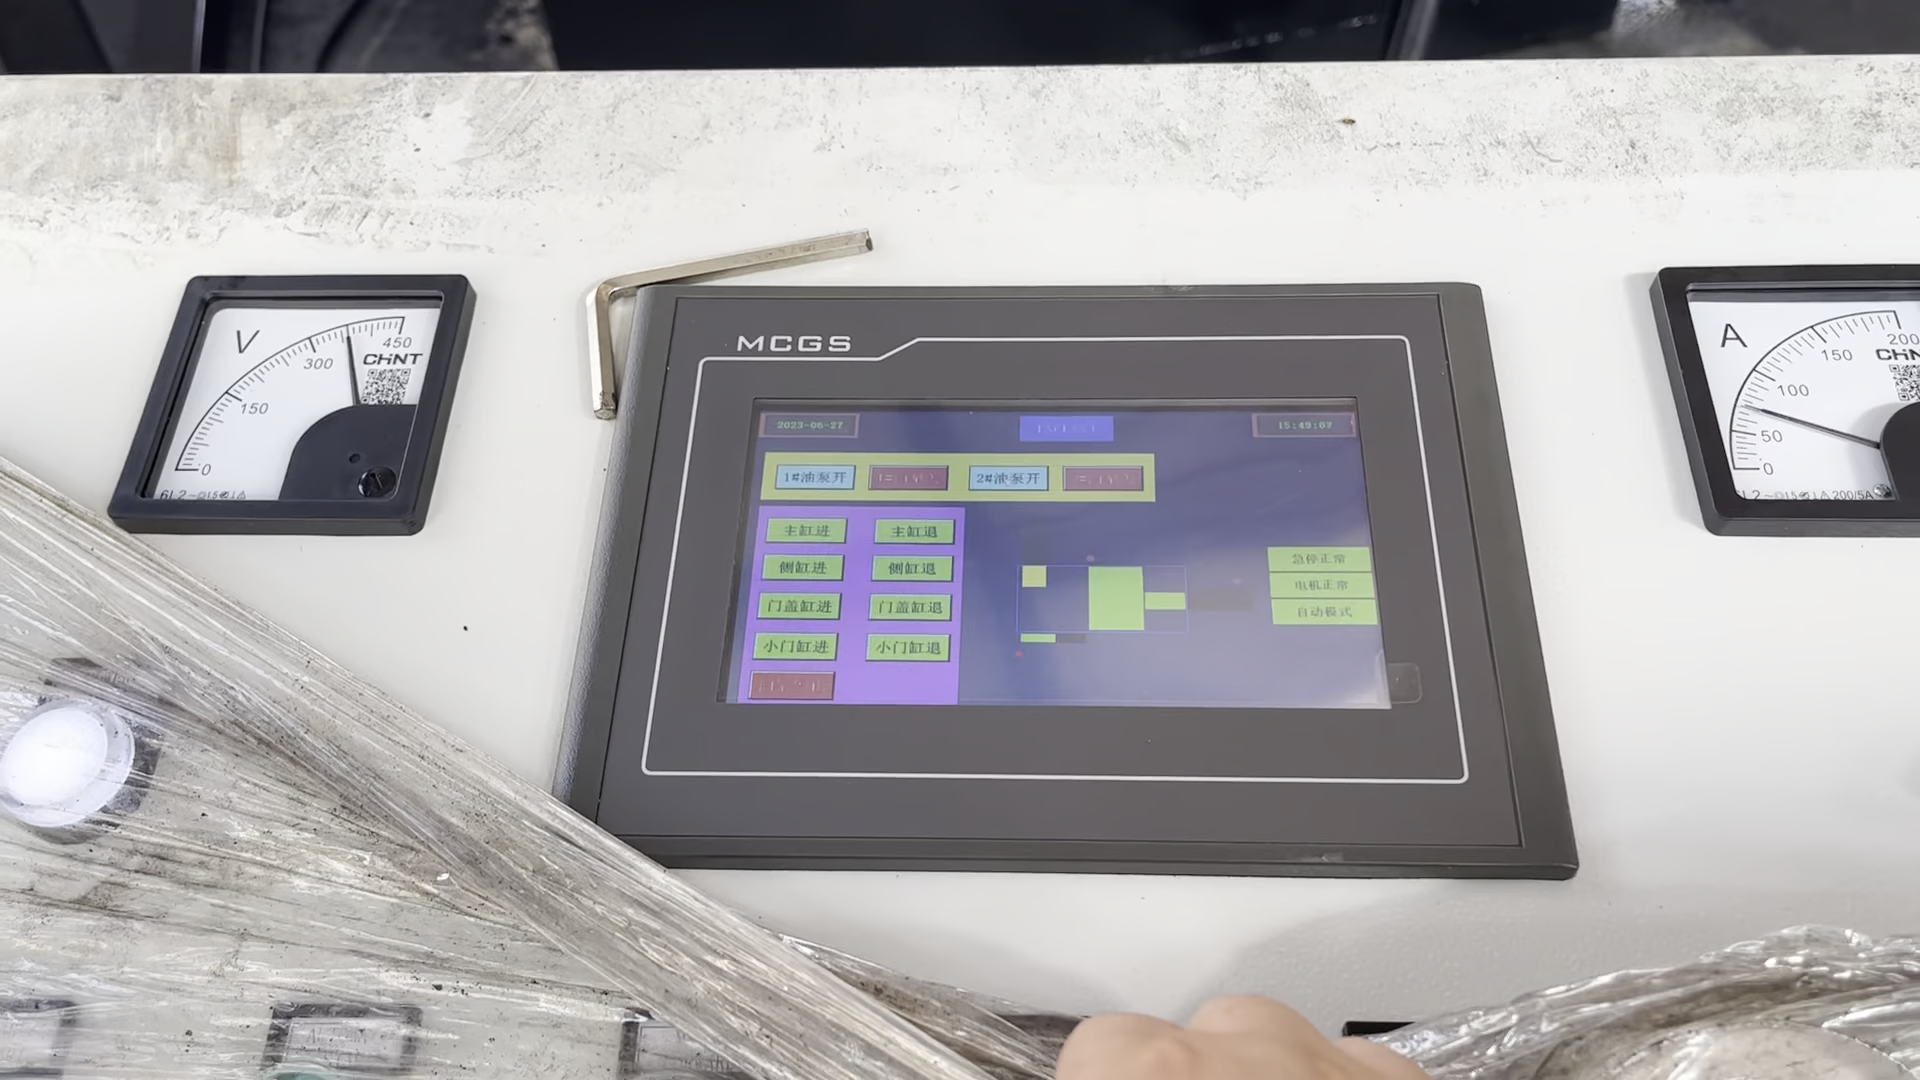 V
450
300
CHNT
150
0
MCGS
2023-06-27
15:49:07
1#油泵开
2#油泵开
主缸进
主缸退
侧缸进
侧缸退
门盖缸进
门盖缸退
小门缸进
小门缸退
急停正常
电机正常
自动模式
A
200
150
CHN
100
50
0
200/5A